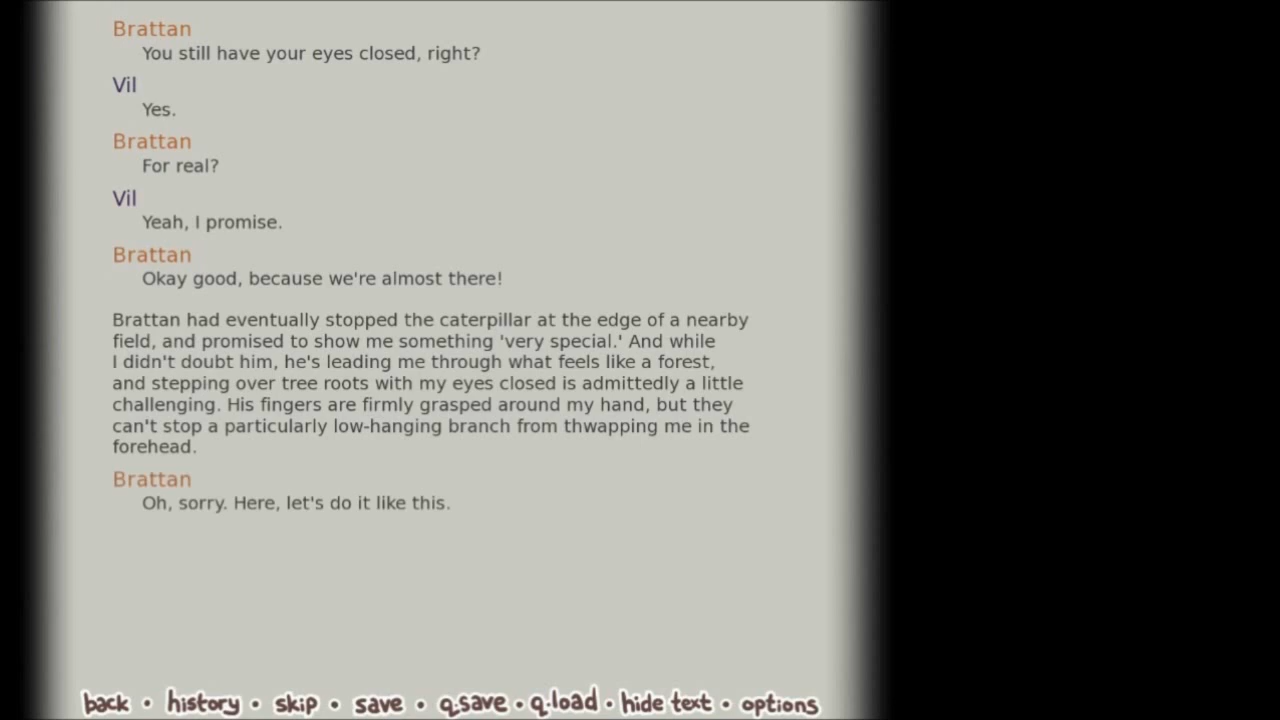 Brattan
You still have your eyes closed, right?
Vil
Yes.
Brattan
For real?
Vil
Yeah, I promise.
Brattan
Okay good, because we're almost there!
Brattan had eventually stopped the caterpillar at the edge of a nearby
field, and promised to show me something 'very special.' And while
I didn't doubt him, he's leading me through what feels like a forest,
and stepping over tree roots with my eyes closed is admittedly a little
challenging. His fingers are firmly grasped around my hand, but they
can't stop a particularly low-hanging branch from thwapping me in the
forehead.
Brattan
Oh, sorry. Here, let's do it like this.
back • history • skip • save • q.save • q.load • hide text • options